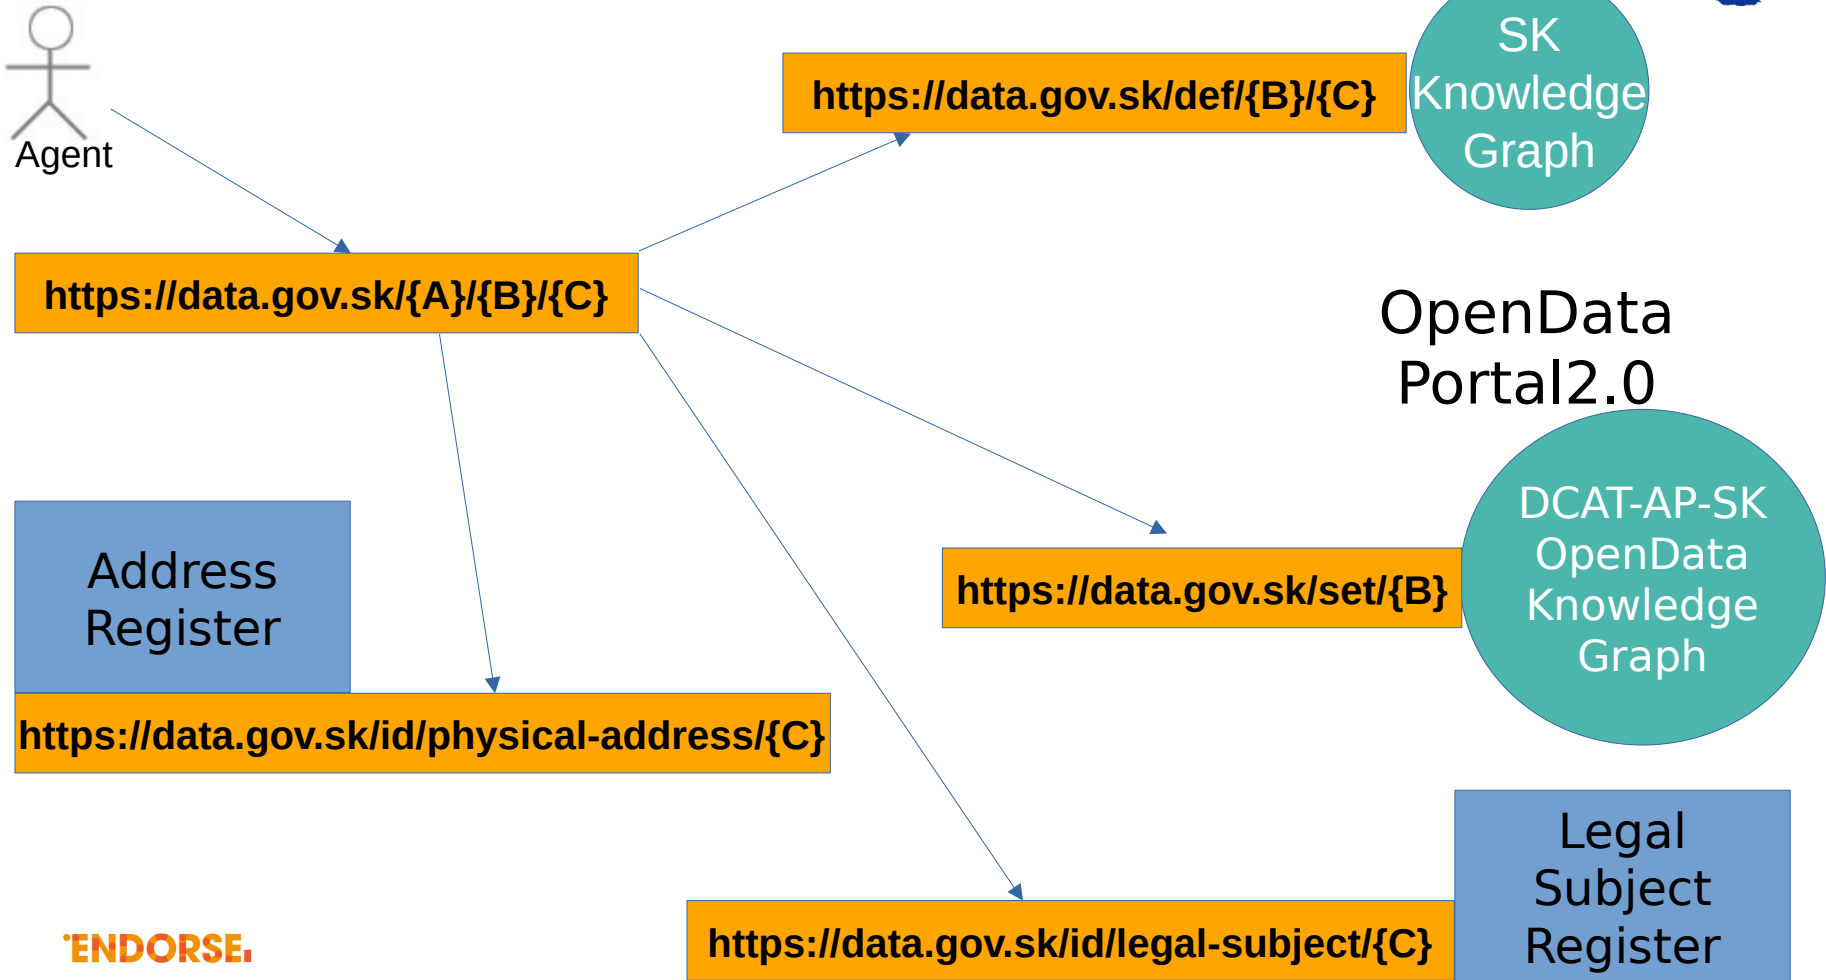 SK
Knowledge
Graph
https://data.gov.sk/def/{B}/{C}
Agent
https://data.gov.sk/{A}/{B}/{C}
OpenData
Portal2.0
DCAT-AP-SK
OpenData
Knowledge
Graph
https://data.gov.sk/set/{B}
Address
Register
https://data.gov.sk/id/physical-address/{C}
Legal
Subject
Register
https://data.gov.sk/id/legal-subject/{C}
ENDORSE